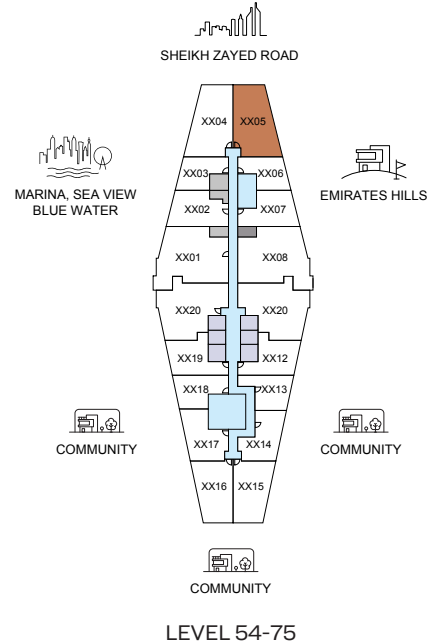 SHEIKH ZAYED ROAD
XX04 XX05
MARINA, SEA VIEW
BLUE WATER
XX03 XX06
EMIRATES HILLS
XX02 XX07
XX01 XX08
XX20 XX20
XX19 XX12
XX18 XX13
COMMUNITY
XX17 XX14
COMMUNITY
XX16 XX15
COMMUNITY
LEVEL 54-75